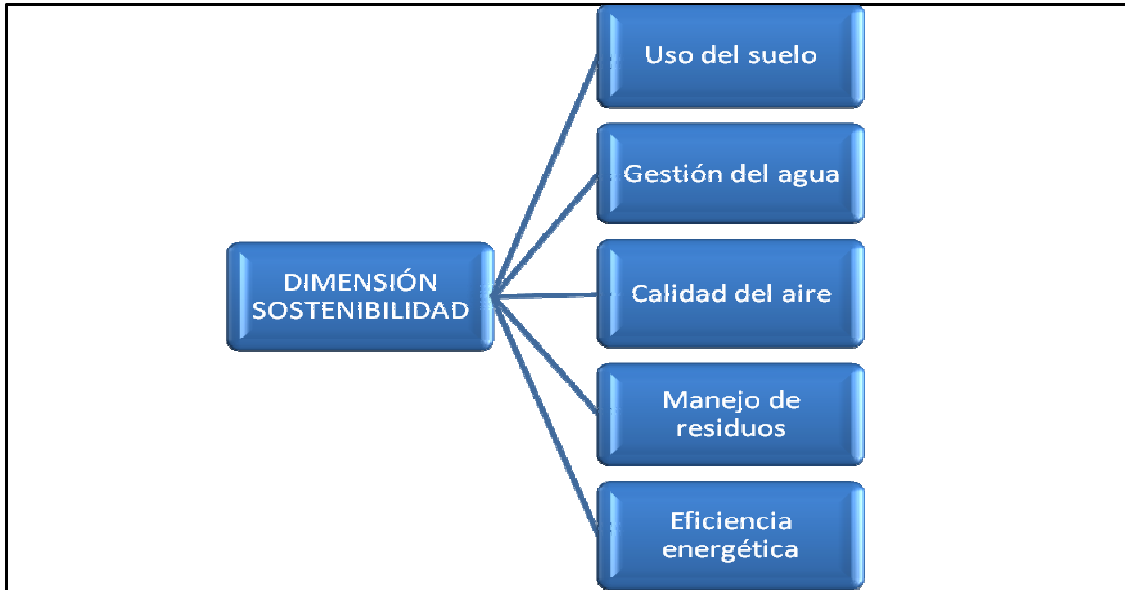 Uso del suelo
Gestión del agua
DIMENSIÓN
SOSTENIBILIDAD
Calidad del aire
Manejo de
residuos
Eficiencia
energética